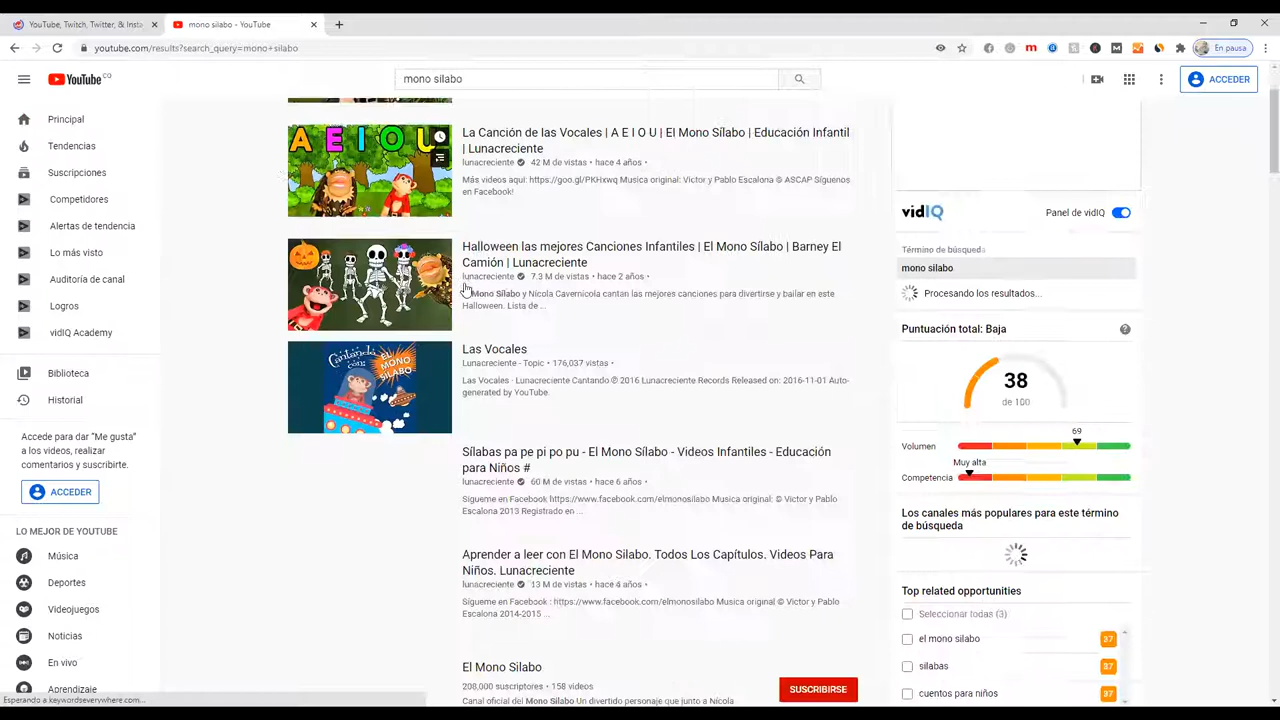 YouTube, Twitch, Twitter, & Inst
mono silabo - YouTube
youtube.com/results?search_query=mono+silabo
En pausa
YouTube CO
mono silabo
ACCEDER
Principal
Tendencias
Suscripciones
Competidores
Alertas de tendencia
Lo más visto
Auditoría de canal
Logros
vidIQ Academy
Biblioteca
Historial
Accede para dar “Me gusta”
a los videos, realizar
comentarios y suscribirte.
ACCEDER
LO MEJOR DE YOUTUBE
Música
Deportes
Videojuegos
Noticias
En vivo
Aprendizaje
Esperando a keywordseverywhere.com...
A E I O U
La Canción de las Vocales | A E I O U | El Mono Sílabo | Educación Infantil
| Lunacreciente
lunacreciente 42 M de vistas • hace 4 años •
Más videos aqui: https://goo.gl/PKHxwq Musica original: Victor y Pablo Escalona © ASCAP Síguenos
en Facebook!
Halloween las mejores Canciones Infantiles | El Mono Sílabo | Barney El
Camión | Lunacreciente
lunacreciente 7.3 M de vistas • hace 2 años •
Mono Sílabo y Nícola Cavernicola cantan las mejores canciones para divertirse y bailar en este
Halloween. Lista de ...
Cantando con:
EL MONO SILABO
Las Vocales
Lunacreciente - Topic • 176,037 vistas •
Las Vocales · Lunacreciente Cantando ℗ 2016 Lunacreciente Records Released on: 2016-11-01 Auto-
generated by YouTube.
Sílabas pa pe pi po pu - El Mono Sílabo - Videos Infantiles - Educación
para Niños #
lunacreciente 60 M de vistas • hace 6 años •
Sígueme en Facebook https://www.facebook.com/elmonosilabo Musica original: © Victor y Pablo
Escalona 2013 Registrado en ...
Aprender a leer con El Mono Silabo. Todos Los Capítulos. Videos Para
Niños. Lunacreciente
lunacreciente 13 M de vistas • hace 4 años •
Sígueme en Facebook : https://www.facebook.com/elmonosilabo Musica original © Victor y Pablo
Escalona 2014-2015 ...
El Mono Silabo
208,000 suscriptores • 158 videos
Canal oficial del Mono Silabo Un divertido personaje que junto a Nícola
SUSCRIBIRSE
vidIQ
Panel de vidIQ
Término de búsqueda
mono silabo
Procesando los resultados...
Puntuación total: Baja
38
de 100
69
Volumen
Muy alta
Competencia
Los canales más populares para este término
de búsqueda
Top related opportunities
Seleccionar todas (3)
el mono silabo 37
silabas 37
cuentos para niños 37